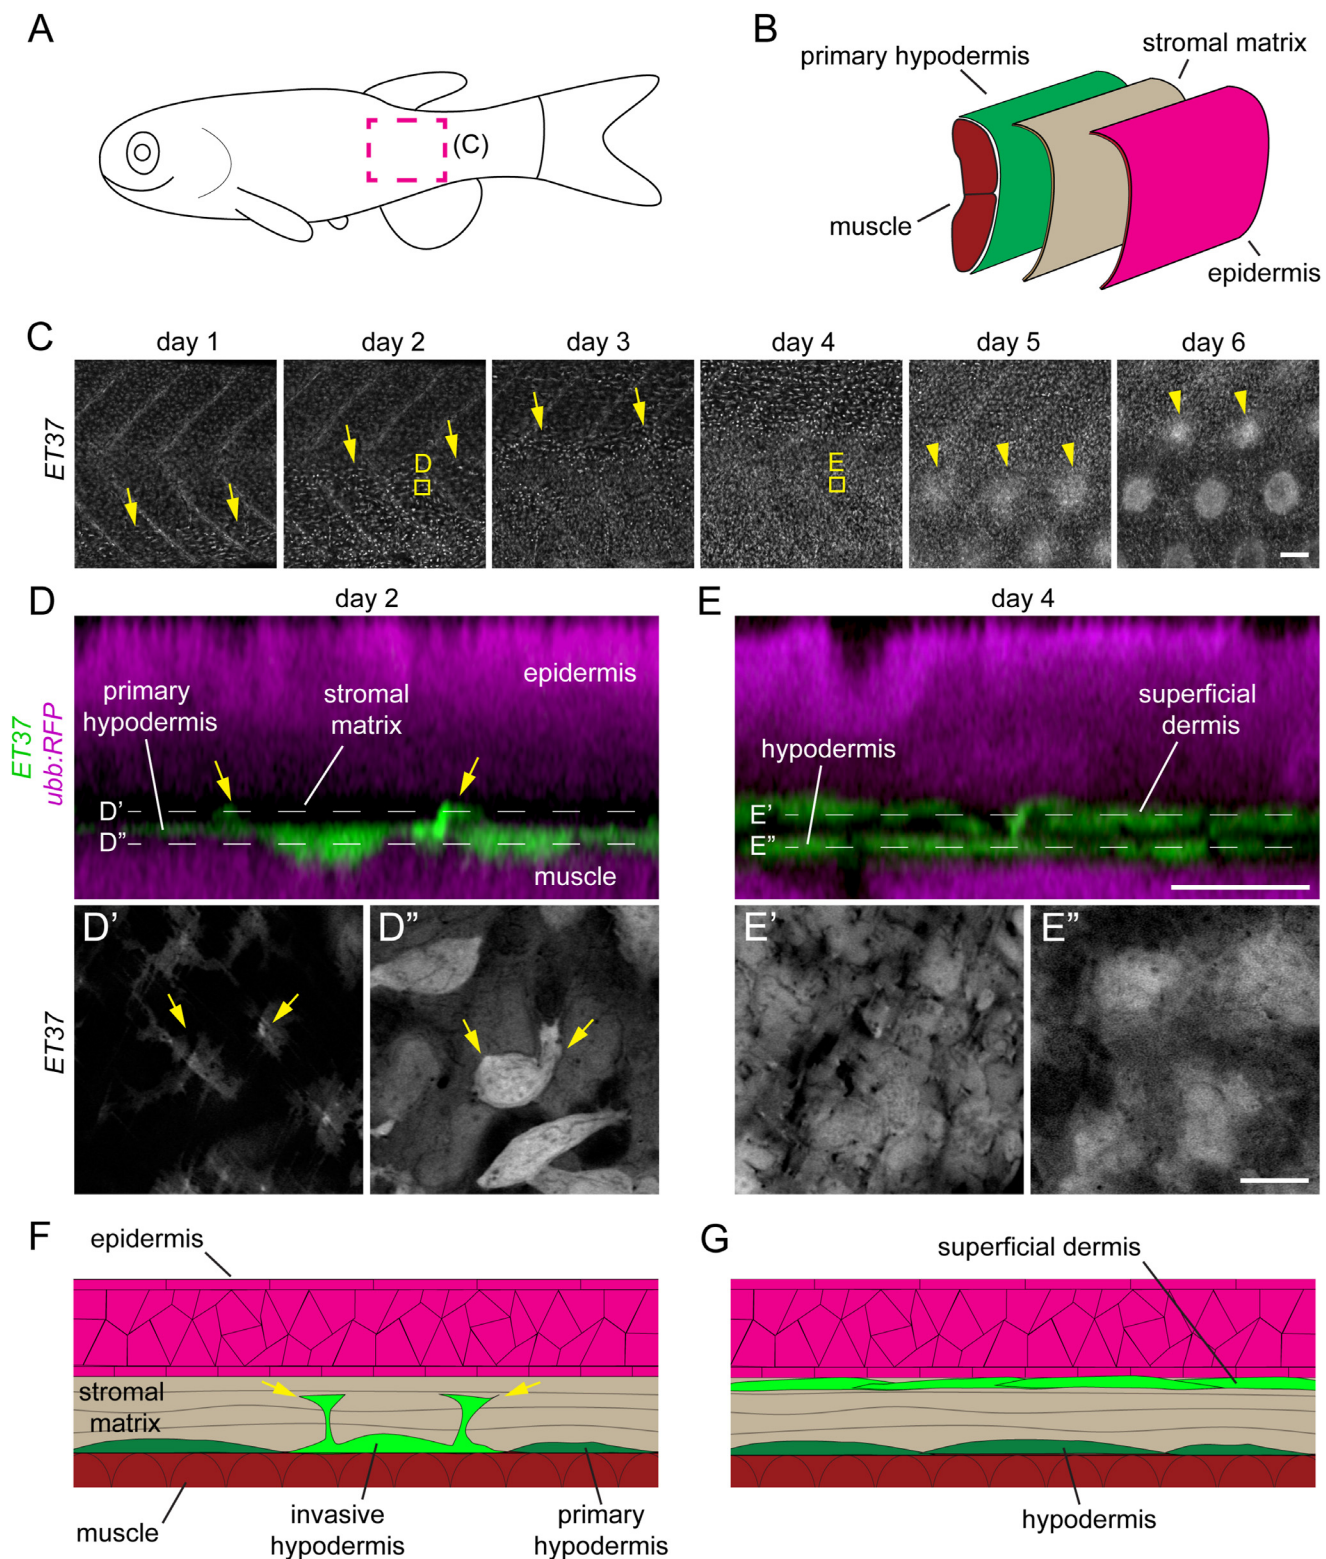 A
(C)
B
primary hypodermis
stromal matrix
muscle
epidermis
C
day 1
day 2
day 3
day 4
day 5
day 6
ET37
D
E
D
day 2
ET37
ubb:RFP
epidermis
primary
hypodermis
stromal
matrix
D’
D”
muscle
E
day 4
superficial
dermis
hypodermis
E’
E”
ET37
D’
D”
E’
E”
F
epidermis
stromal
matrix
muscle
invasive
hypodermis
primary
hypodermis
G
superficial dermis
hypodermis